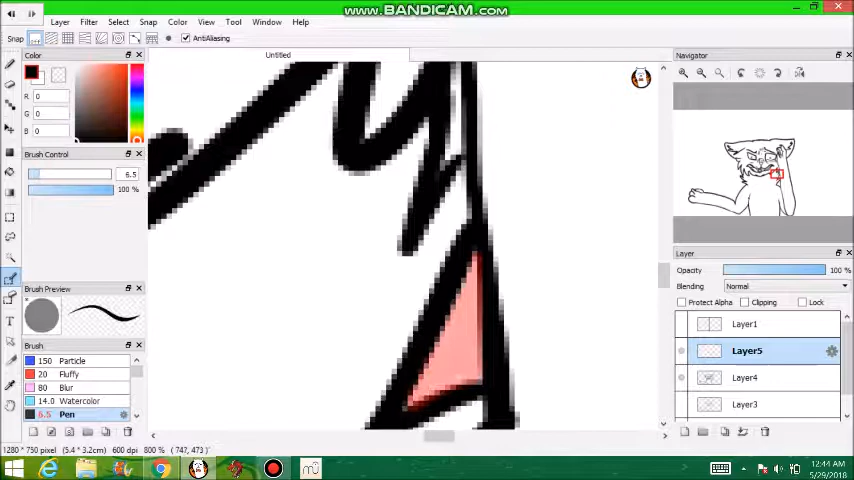 www.BANDICAM.com
Layer Filter Select Snap Color View Tool Window Help
Snap AntiAliasing
Untitled
Color
R 0
G 0
B 0
Brush Control
6.5
100 %
Brush Preview
Brush
150 Particle
20 Fluffy
80 Blur
14.0 Watercolor
6.5 Pen
Navigator
Layer
Opacity 100 %
Blending Normal
Protect Alpha Clipping Lock
Layer1
Layer5
Layer4
Layer3
1280 * 750 pixel (5.4 * 3.2cm) 600 dpi 800 % ( 747, 473 )
12:44 AM
5/29/2018